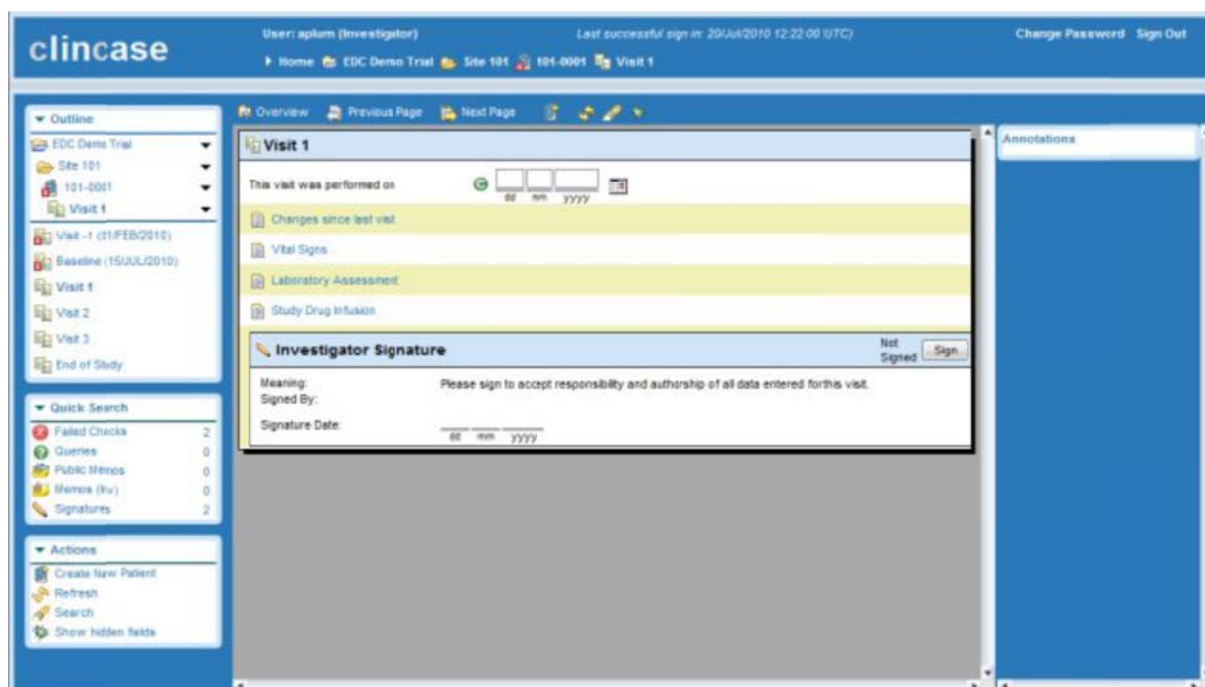 clincase
User: aplum (Investigator)
Last successful sign in: 20/Jul/2010 12:22:00 (UTC)
Change Password Sign Out
Home EDC Demo Trial Site 101 101-0001 Visit 1
Outline
EDC Demo Trial
Site 101
101-0001
Visit 1
Visit -1 (01/FEB/2010)
Baseline (15/JUL/2010)
Visit 1
Visit 2
Visit 3
End of Study
Quick Search
Failed Checks 2
Queries 0
Public Memos 0
Memos (Inv) 0
Signatures 2
Actions
Create New Patient
Refresh
Search
Show hidden fields
Overview Previous Page Next Page
Visit 1
This visit was performed on
dd mm yyyy
Changes since last visit
Vital Signs
Laboratory Assessment
Study Drug Infusion
Investigator Signature
Not
Signed
Sign
Meaning: Please sign to accept responsibility and authorship of all data entered forthis visit.
Signed By:
Signature Date:
dd mm yyyy
Annotations